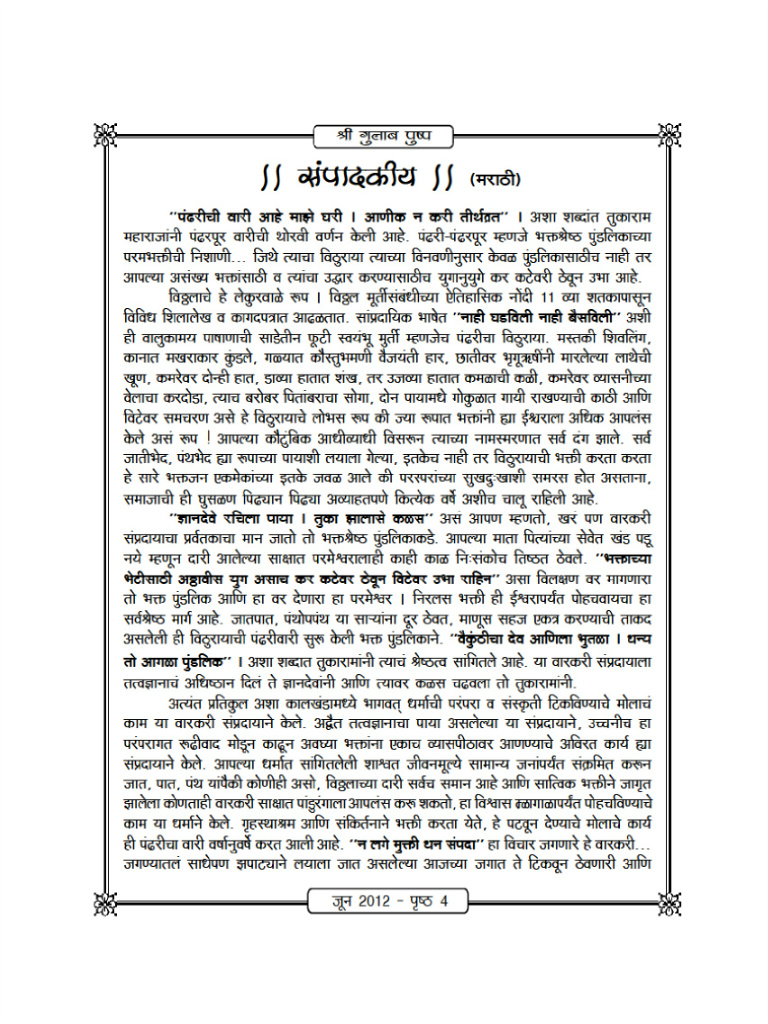 श्री गुलाब पुष्प
।। संपादकीय ।। (मराठी)
“पंढरीची वारी आहे माझे घरी । आणीक न करी तीर्थव्रत” । अशा शब्दांत तुकाराम
महाराजांनी पंढरपूर वारीची थोरवी वर्णन केली आहे. पंढरी-पंढरपूर म्हणजे भक्तश्रेष्ठ पुंडलिकाच्या
परमभक्तीची निशाणी... जिथे त्याचा विठुराया त्याच्या विनवणीनुसार केवळ पुंडलिकासाठीच नाही तर
आपल्या असंख्य भक्तांसाठी व त्यांचा उद्धार करण्यासाठीच युगानुयुगे कर कटेवरी ठेवून उभा आहे.
विठ्ठलाचे हे लेकुरवाळे रूप । विठ्ठल मूर्तीसंबंधीच्या ऐतिहासिक नोंदी 11 व्या शतकापासून
विविध शिलालेख व कागदपत्रात आढळतात. सांप्रदायिक भाषेत “नाही घडविली नाही बैसविली” अशी
ही वालुकामय पाषाणाची साडेतीन फूटी स्वयंभू मुर्ती म्हणजेच पंढरीचा विठुराया. मस्तकी शिवलिंग,
कानात मखराकार कुंडले, गळ्यात कौस्तुभमणी वैजयंती हार, छातीवर भृगूऋषींनी मारलेल्या लाथेची
खूण, कमरेवर दोन्ही हात, डाव्या हातात शंख, तर उजव्या हातात कमळाची कळी, कमरेवर व्यासनीच्या
वेलाचा करदोडा, त्याच बरोबर पितांबराचा सोगा, दोन पायामधे गोकुळात गायी राखण्याची काठी आणि
विटेवर समचरण असे हे विठुरायाचे लोभस रूप की ज्या रूपात भक्तांनी ह्या ईश्वराला अधिक आपलंस
केले असं रूप ! आपल्या कौटुंबिक आधीव्याधी विसरून त्याच्या नामस्मरणात सर्व दंग झाले. सर्व
जातीभेद, पंथभेद ह्या रूपाच्या पायाशी लयाला गेल्या, इतकेच नाही तर विठुरायाची भक्ती करता करता
हे सारे भक्तजन एकमेकांच्या इतके जवळ आले की परस्परांच्या सुखदुःखाशी समरस होत असताना,
समाजाची ही घुसळण पिढ्यान पिढ्या अव्याहतपणे कित्येक वर्षे अशीच चालू राहिली आहे.
“ज्ञानदेवे रचिला पाया । तुका झालासे कळस” असं आपण म्हणतो, खरं पण वारकरी
संप्रदायाचा प्रर्वतकाचा मान जातो तो भक्तश्रेष्ठ पुंडलिकाकडे. आपल्या माता पित्यांच्या सेवेत खंड पडू
नये म्हणून दारी आलेल्या साक्षात परमेश्वरालाही काही काळ निःसंकोच तिष्ठत ठेवले. “भक्ताच्या
भेटीसाठी अठ्ठावीस युग असाच कर कटेवर ठेवून विटेवर उभा राहिन” असा विलक्षण वर मागणारा
तो भक्त पुंडलिक आणि हा वर देणारा हा परमेश्वर । निरलस भक्ती ही ईश्वरापर्यंत पोहचवायचा हा
सर्वश्रेष्ठ मार्ग आहे. जातपात, पंथोपपंथ या साऱ्यांना दूर ठेवत, माणूस सहज एकत्र करण्याची ताकद
असलेली ही विठुरायाची पंढरीवारी सुरू केली भक्त पुंडलिकाने. “वैकुंठीचा देव आणिला भुतळा । धन्य
तो आगळा पुंडलिक” । अशा शब्दात तुकारामांनी त्याचं श्रेष्ठत्व सांगितले आहे. या वारकरी संप्रदायाला
तत्वज्ञानाचं अधिष्ठान दिलं ते ज्ञानदेवांनी आणि त्यावर कळस चढवला तो तुकारामांनी.
अत्यंत प्रतिकुल अशा कालखंडामध्ये भागवत् धर्माची परंपरा व संस्कृती टिकविण्याचे मोलाचं
काम या वारकरी संप्रदायाने केले. अद्वैत तत्वज्ञानाचा पाया असलेल्या या संप्रदायाने, उच्चनीच हा
परंपरागत रूढीवाद मोडून काढून अवघ्या भक्तांना एकाच व्यासपीठावर आणण्याचे अविरत कार्य ह्या
संप्रदायाने केले. आपल्या धर्मात सांगितलेली शाश्वत जीवनमूल्ये सामान्य जनांपर्यंत संक्रमित करून
जात, पात, पंथ यांपैकी कोणीही असो, विठ्ठलाच्या दारी सर्वच समान आहे आणि सात्विक भक्तीने जागृत
झालेला कोणताही वारकरी साक्षात पांडुरंगाला आपलंस करू शकतो, हा विश्वास तळागाळापर्यंत पोहचविण्याचे
काम या धर्माने केले. गृहस्थाश्रम आणि संकिर्तनाने भक्ती करता येते, हे पटवून देण्याचे मोलाचे कार्य
ही पंढरीचा वारी वर्षानुवर्षे करत आली आहे. “न लगे मुक्ती धन संपदा” हा विचार जगणारे हे वारकरी...
जगण्यातलं साधेपण झपाट्याने लयाला जात असलेल्या आजच्या जगात ते टिकवून ठेवणारी आणि
जून 2012 - पृष्ठ 4